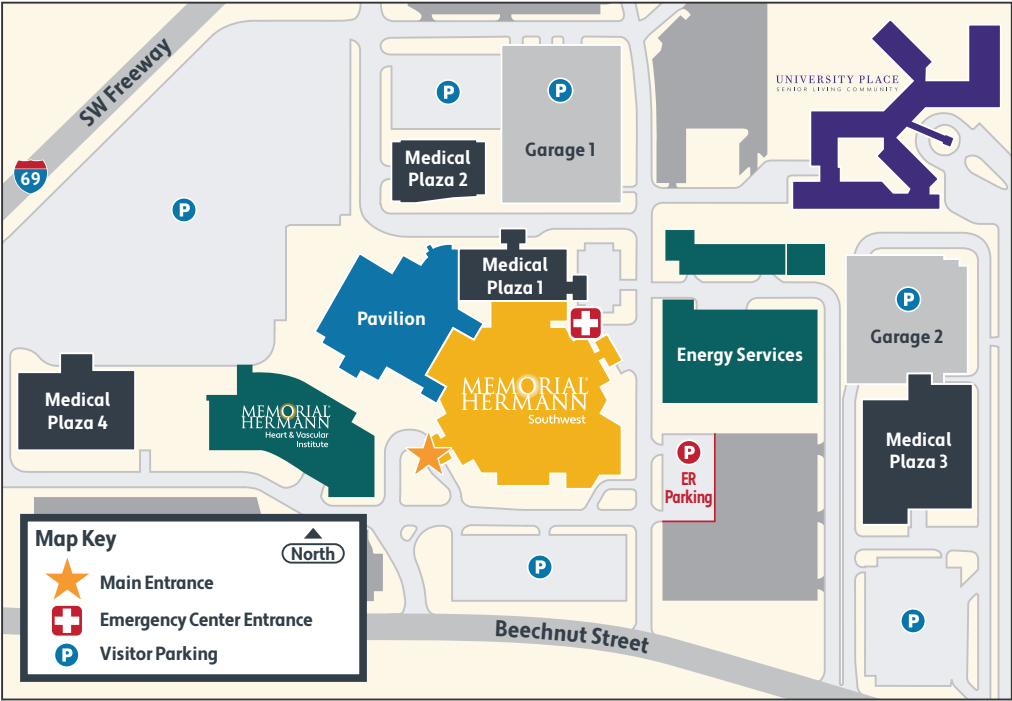 SW Freeway
69
P
P
P
Garage 1
Medical
Plaza 2
UNIVERSITY PLACE
SENIOR LIVING COMMUNITY
Medical
Plaza 1
Pavilion
P
Garage 2
Energy Services
MEMORIAL
HERMANN
Southwest
MEMORIAL
HERMANN
Heart & Vascular
Institute
Medical
Plaza 4
P
ER
Parking
Medical
Plaza 3
P
P
Beechnut Street
Map Key
North
Main Entrance
Emergency Center Entrance
P Visitor Parking